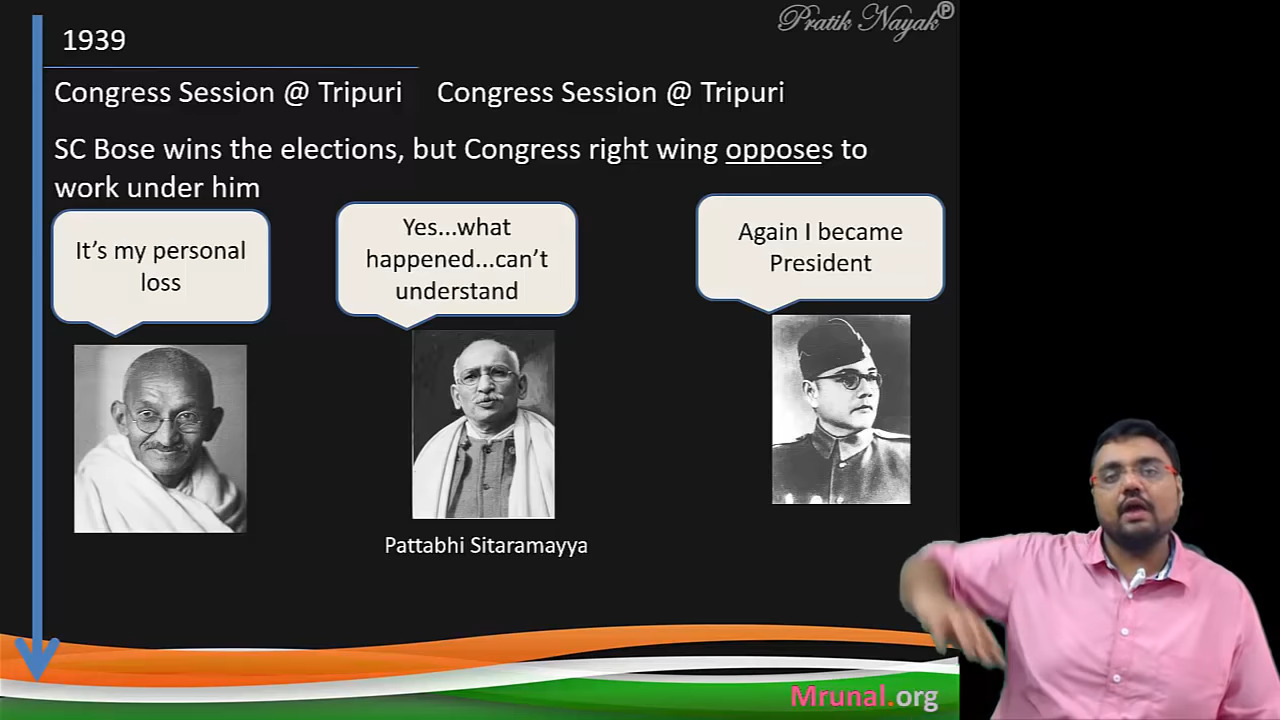 Pratik Nayak ℗
1939
Congress Session @ Tripuri Congress Session @ Tripuri
SC Bose wins the elections, but Congress right wing opposes to
work under him
It's my personal
loss
Yes...what
happened...can't
understand
Again I became
President
Pattabhi Sitaramayya
Mrunal.org